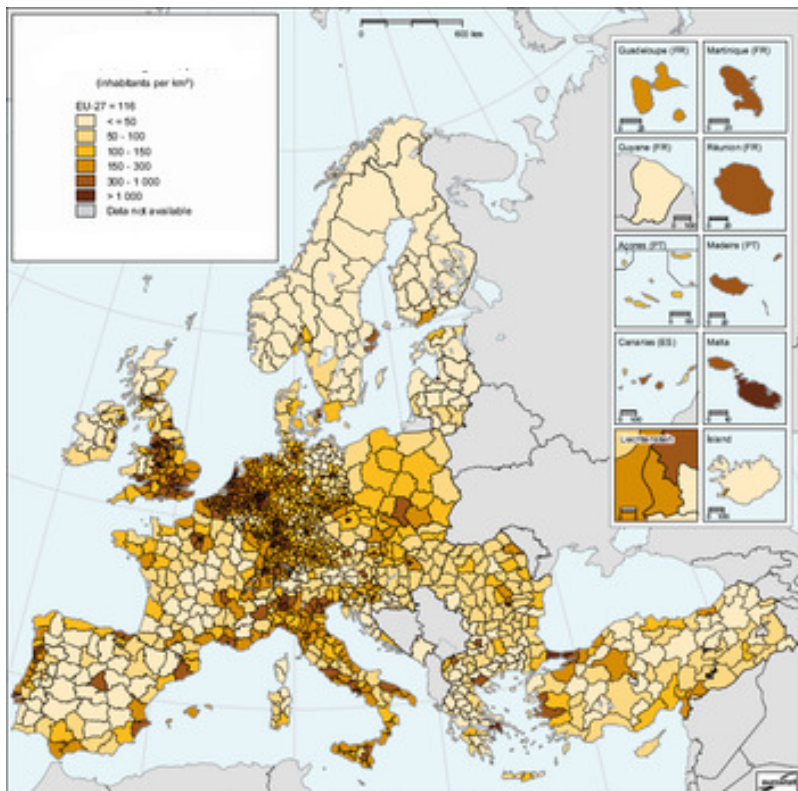 (inhabitants per km²)
EU-27 = 116
< = 50
50 - 100
100 - 150
150 - 300
300 - 1 000
> 1 000
Data not available
0 600 km
Guadeloupe (FR)
Martinique (FR)
Guyane (FR)
Réunion (FR)
Açores (PT)
Madeira (PT)
Canarias (ES)
Malta
Liechtenstein
Ísland